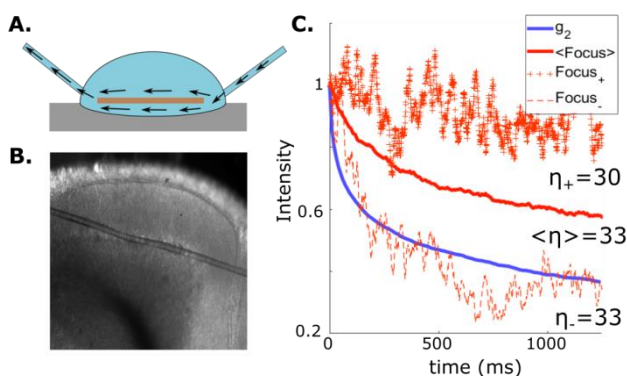 A.
B.
C.
g₂
<Focus>
Focus₊
Focus₋
1
0.6
0.2
Intensity
η₊=30
<η>=33
η₋=33
0 500 1000
time (ms)